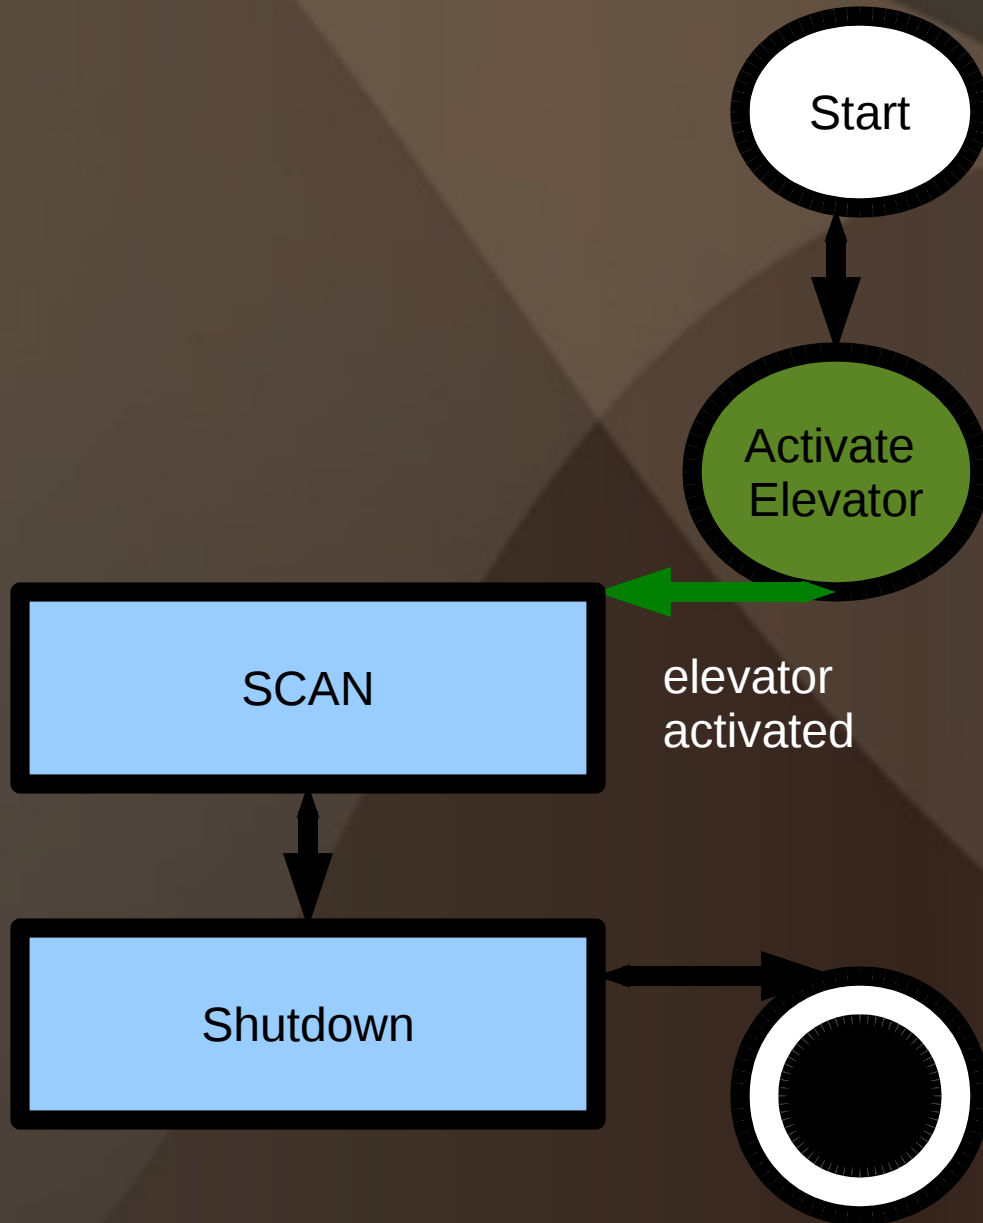 Start
Activate
Elevator
SCAN
elevator
activated
Shutdown